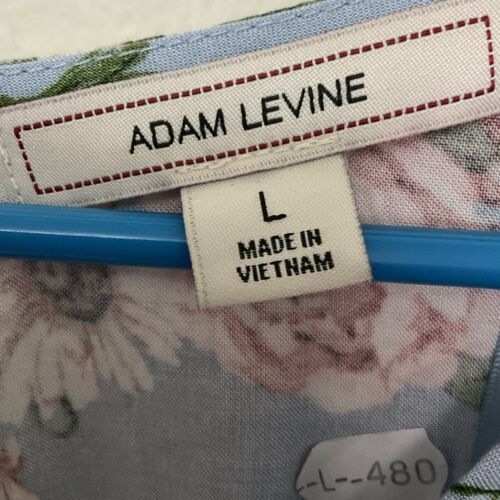 ADAM LEVINE
L
MADE IN
VIETNAM
--L--480